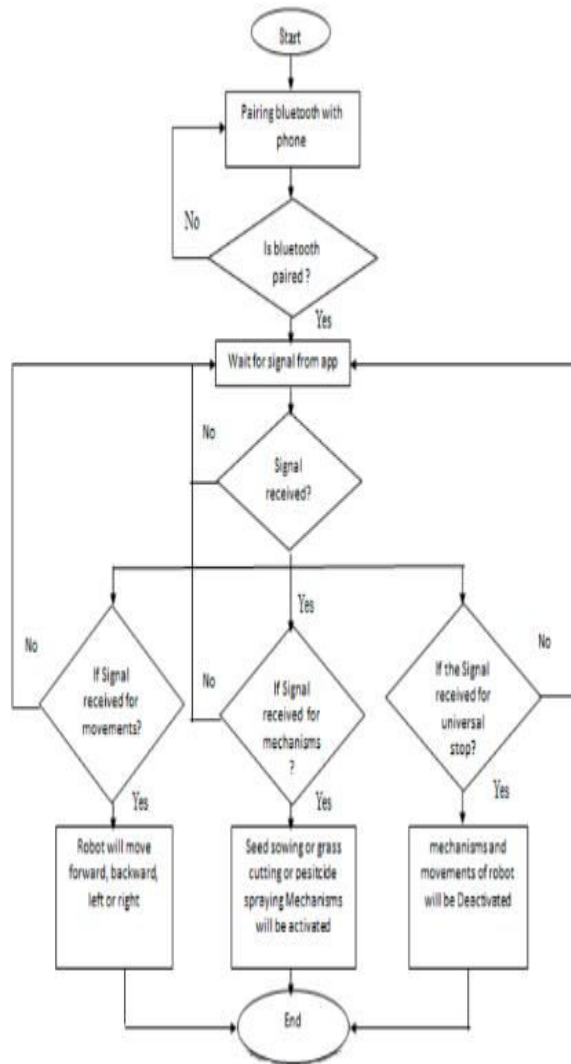 Start
Pairing bluetooth with
phone
No
Is bluetooth
paired ?
Yes
Wait for signal from app
No
Signal
received?
Yes
No
If Signal
received for
movements?
Yes
No
If Signal
received for
mechanisms
?
Yes
No
If the Signal
received for
universal
stop?
Yes
Robot will move
forward, backward,
left or right
Seed sowing or grass
cutting or pesitcide
spraying Mechanisms
will be activated
mechanisms and
movements of robot
will be Deactivated
End